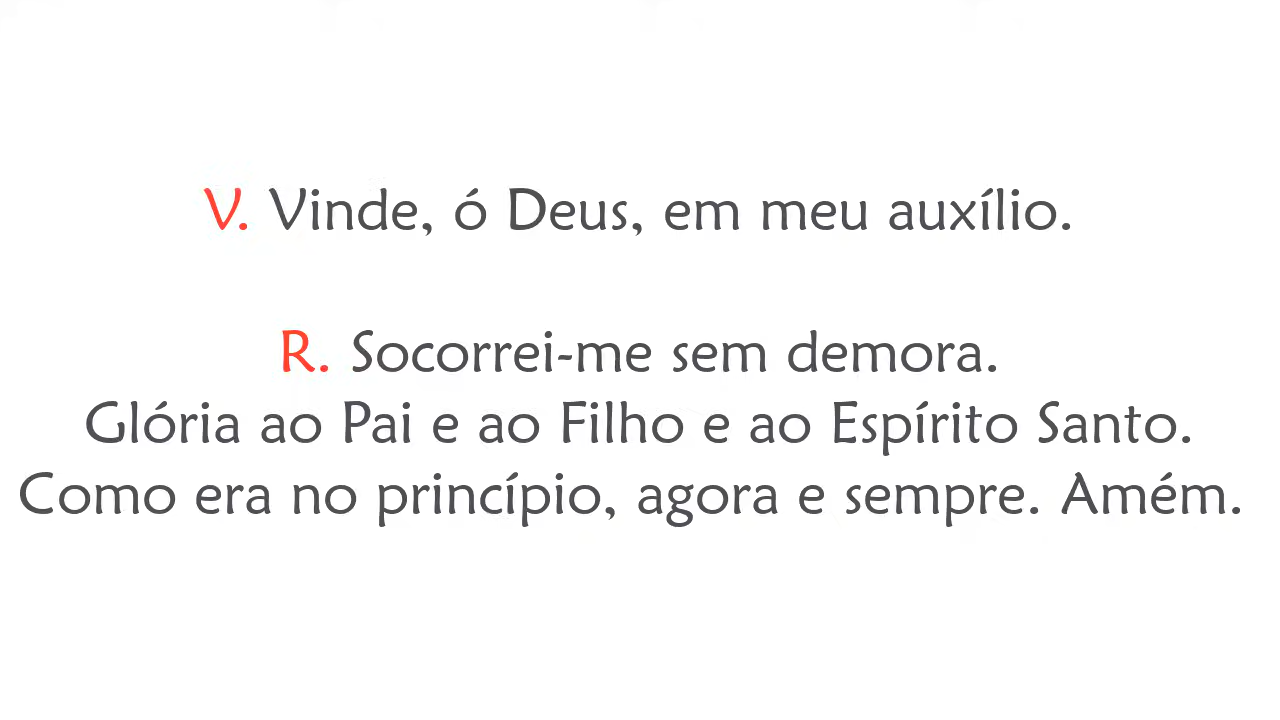 V. Vinde, ó Deus, em meu auxílio.
R. Socorrei-me sem demora.
Glória ao Pai e ao Filho e ao Espírito Santo.
Como era no princípio, agora e sempre. Amém.